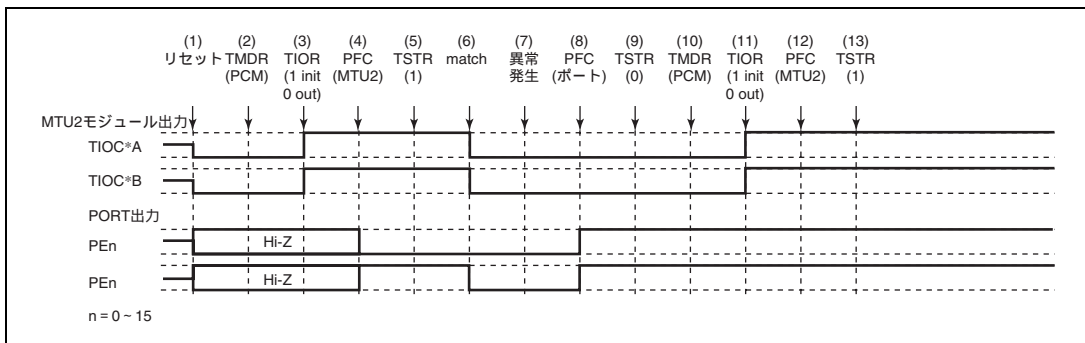 (1) (2) (3) (4) (5) (6) (7) (8) (9) (10) (11) (12) (13)
リセット TMDR TIOR PFC TSTR match 異常 PFC TSTR TMDR TIOR PFC TSTR
(PCM) (1 init (MTU2) (1) 発生 (ポート) (0) (PCM) (1 init (MTU2) (1)
0 out) 0 out)
MTU2モジュール出力
TIOC*A
TIOC*B
PORT出力
PEn Hi-Z
PEn Hi-Z
n = 0 ~ 15